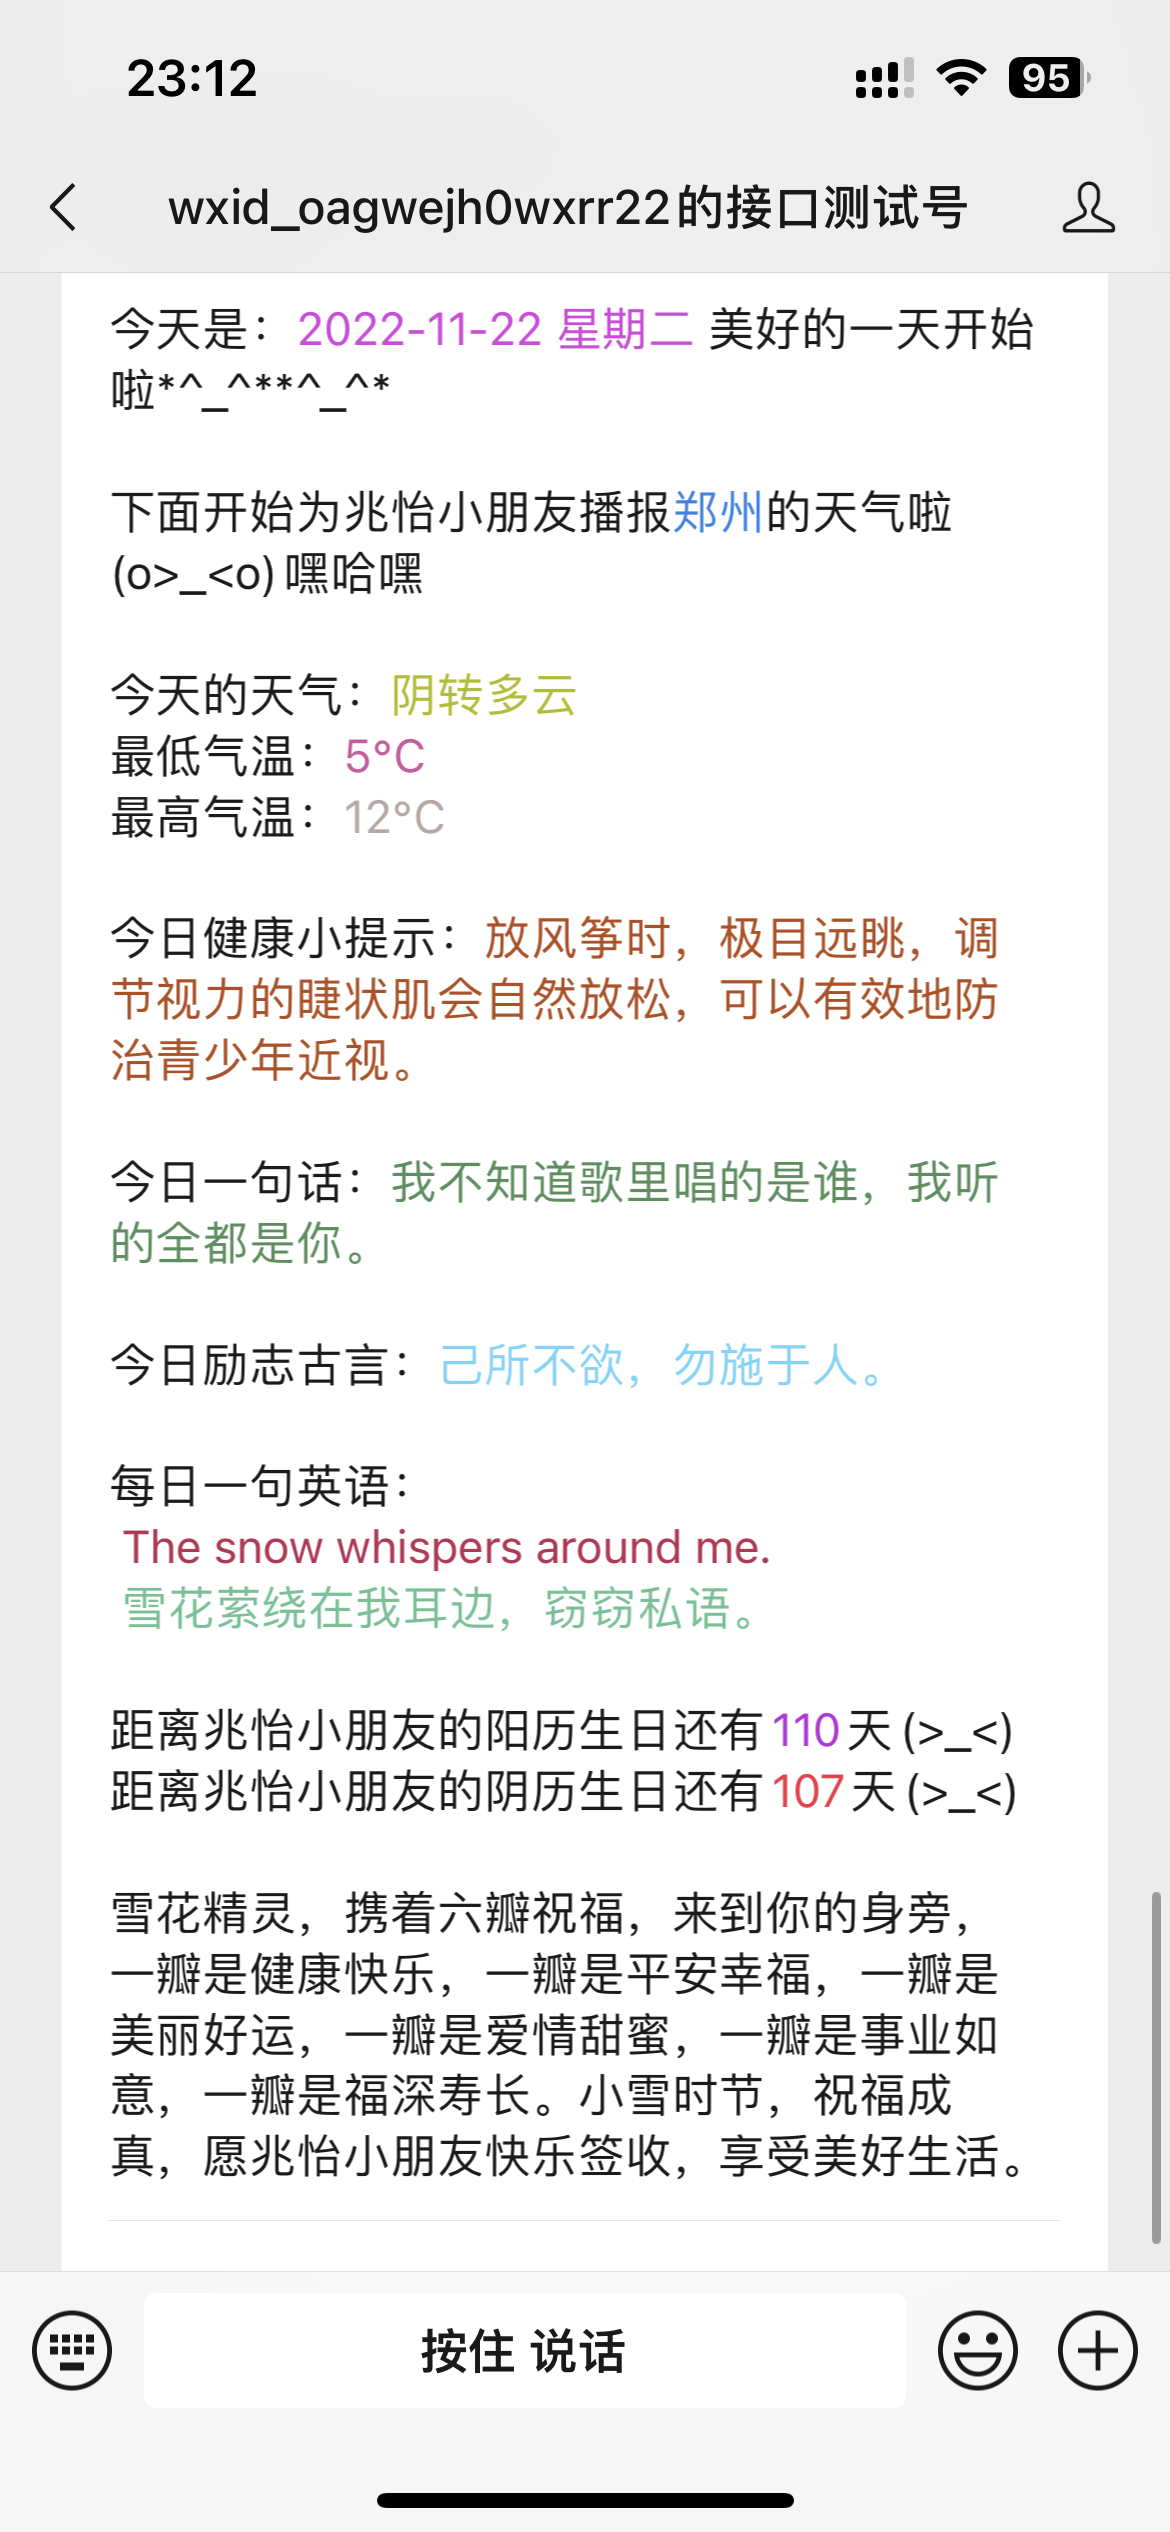 23:12
95
wxid_oagwejh0wxrr22的接口测试号
今天是：2022-11-22 星期二 美好的一天开始
啦*^_^**^_^*
下面开始为兆怡小朋友播报郑州的天气啦
(o>_<o)嘿哈嘿
今天的天气：阴转多云
最低气温：5°C
最高气温：12°C
今日健康小提示：放风筝时，极目远眺，调
节视力的睫状肌会自然放松，可以有效地防
治青少年近视。
今日一句话：我不知道歌里唱的是谁，我听
的全都是你。
今日励志古言：己所不欲，勿施于人。
每日一句英语：
The snow whispers around me.
雪花萦绕在我耳边，窃窃私语。
距离兆怡小朋友的阳历生日还有110天(>_<)
距离兆怡小朋友的阴历生日还有107天(>_<)
雪花精灵，携着六瓣祝福，来到你的身旁，
一瓣是健康快乐，一瓣是平安幸福，一瓣是
美丽好运，一瓣是爱情甜蜜，一瓣是事业如
意，一瓣是福深寿长。小雪时节，祝福成
真，愿兆怡小朋友快乐签收，享受美好生活。
按住 说话